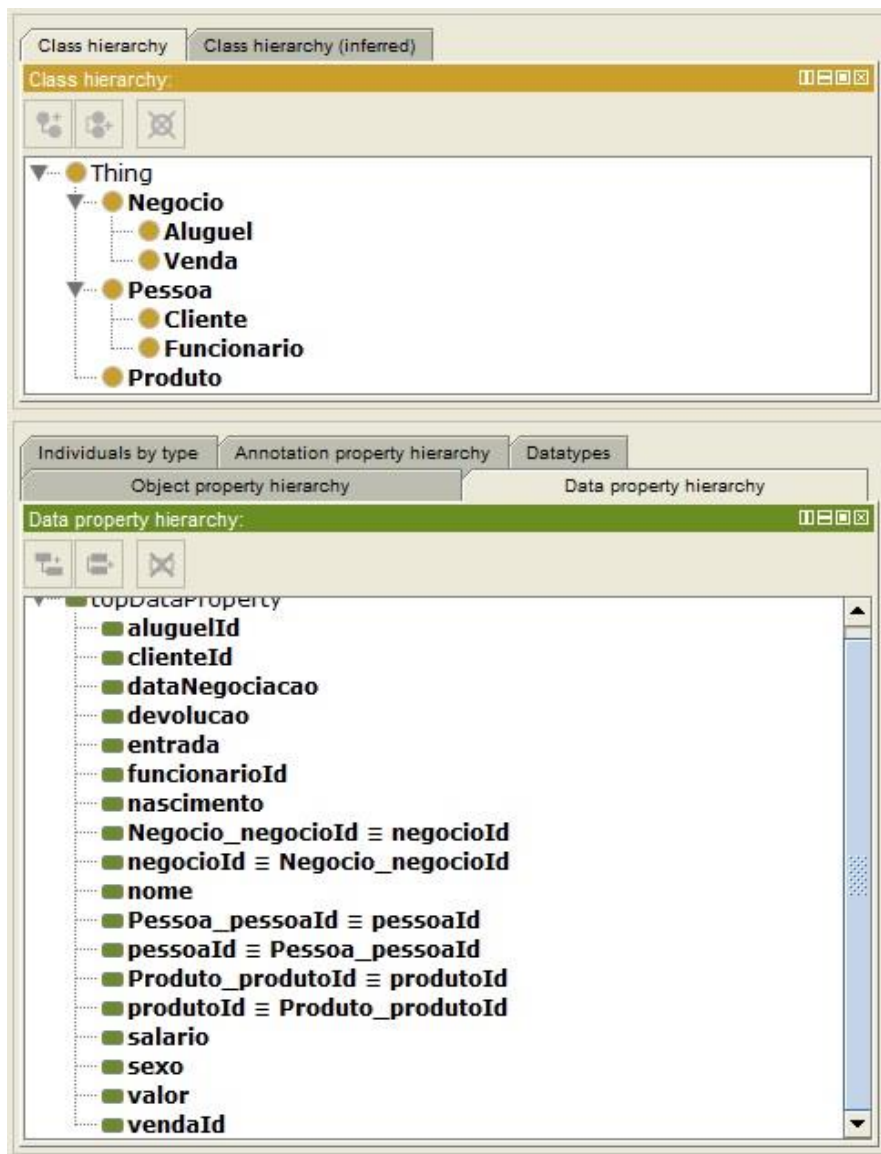 Class hierarchy Class hierarchy (inferred)
Class hierarchy:
Thing
Negocio
Aluguel
Venda
Pessoa
Cliente
Funcionario
Produto
Individuals by type Annotation property hierarchy Datatypes
Object property hierarchy Data property hierarchy
Data property hierarchy:
topDataProperty
aluguelId
clienteId
dataNegociacao
devolucao
entrada
funcionarioId
nascimento
Negocio_negocioId ≡ negocioId
negocioId ≡ Negocio_negocioId
nome
Pessoa_pessoaId ≡ pessoaId
pessoaId ≡ Pessoa_pessoaId
Produto_produtoId ≡ produtoId
produtoId ≡ Produto_produtoId
salario
sexo
valor
vendaId